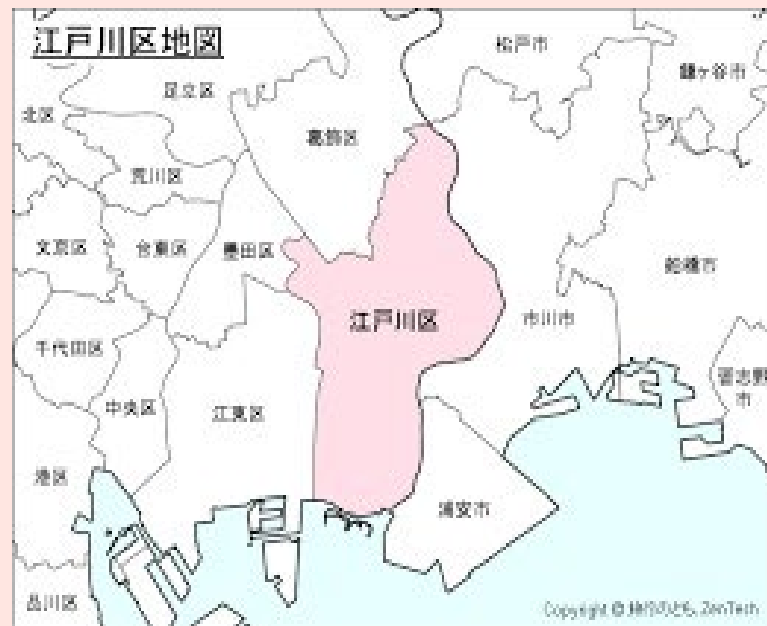 江戸川区地図
松戸市
足立区
鎌ヶ谷市
北区
葛飾区
荒川区
文京区
台東区
墨田区
船橋市
江戸川区
市川市
千代田区
習志野
市
中央区
江東区
港区
浦安市
品川区
Copyright ©
ZenTech